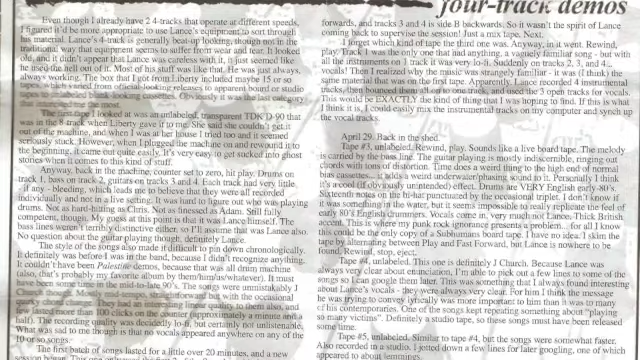 four-track demos
Even though I already have 2 4-tracks that operate at different speeds,
I figured it'd be more appropriate to use Lance's equipment to sort through
his material. Lance's 4-track is generally beat-up looking, though not in the
traditional way that equipment seems to suffer from wear and tear. It looked
old, and it didn't appear that Lance was careless with it, it just seemed like
he used the hell out of it. Most of his stuff was like that. He was just always,
always working. The box that I got from Liberty included maybe 15 or so
tapes, which varied from official-looking releases to apparent board or studio
tapes to unlabeled blank cassettes. Obviously it was the
The first tape I looked at was an unlabeled, transparent TDK D-90 that
was in the 8-track when Liberty gave it to me. She said she couldn't get it
out of the machine, and when I was at her house I tried too and it seemed
seriously stuck. However, when I plugged the machine on and rewound it to
the beginning, it came out quite easily. It's very easy to get sucked into ghost
stories when it comes to this kind of stuff.
Anyway, back in the machine, counter set to zero, hit play. Drums on
track 1, bass on track 2, guitars on tracks 3 and 4. Each track had very little,
if any - bleeding, which leads me to believe that they were all recorded
individually and not in a live setting. It was hard to figure out who was playing
drums. Not as hard-hitting as Chris. Not as finessed as Adam. Still fully
competent, though. My guess at this point is that it was Lance himself. The
bass lines weren't terribly distinctive either, so I'll assume that was Lance also.
No question about the guitar playing though, definitely Lance.
The style of the songs also made it difficult to pin down chronologically.
It definitely was before I was in the band, because I didn't recognize anything.
It couldn't have been Palestine demos, because that was all drum machine
(also, that's probably my favorite album by them/him/us/whatever). It must
have been some time in the mid-to-late 90's. The songs were unmistakably J
Church. Mostly mid-tempo, straight-forward with the occasional
quirky chord. They had an interesting quality to them also, and
few lasted more than 100 clicks on the counter (approximately a minute and a
half). The recording quality was decidedly lo-fi, but certainly not unlistenable.
What was sad to me though is that no vocals appeared anywhere on any of the
10 or so songs.
The first batch of songs lasted for a little over 20 minutes, and a new
forwards, and tracks 3 and 4 is side B backwards. So it wasn't the spirit of Lance
coming back to supervise the session! Just a mix tape. Next.
I forget which kind of tape the third one was. Anyway, in it went. Rewind,
play. Track 1 was the only one that had anything, a vaguely familiar song - but with
all the instruments on 1 track it was very lo-fi. Suddenly on tracks 2, 3, and 4...
vocals! Then I realized why the music was strangely familiar - it was (I think) the
same material that was on the first tape. Apparently, Lance recorded 4 instrumental
tracks, then bounced them all onto one track, and used the 3 open tracks for vocals.
This would be EXACTLY the kind of thing that I was hoping to find. If this is what
I think it is, I could easily mix the instrumental tracks on my computer and synch up
the vocal tracks.
April 29. Back in the shed.
Tape #3, unlabeled. Rewind, play. Sounds like a live board tape. The melody
is carried by the bass line. The guitar playing is mostly indiscernible, ringing out
chords with tons of distortion. Time does a weird thing to the high end of normal
bias cassettes... it adds a weird underwater/phasing sound to it. Personally I think
it's a cool (if obviously unintended) effect. Drums are VERY English early-80's.
Sixteenth notes on the hi-hat punctuated by the occasional triplet. I don't know if
it was something in the water, but it seems impossible to really replicate the feel of
early 80's English drummers. Vocals come in, very much not Lance. Thick British
accent. This is where my punk rock ignorance presents a problem... for all I know
this could be the only copy of a Subhumans board tape, I have no idea. I skim the
tape by alternating between Play and Fast Forward, but Lance is nowhere to be
found. Rewind, stop, eject.
Tape #4, unlabeled. This one is definitely J Church. Because Lance was
always very clear about enunciation, I'm able to pick out a few lines to some of the
songs so I can google them later. This was something that I always found interesting
about Lance's vocals - they were always very clear. For him I think the message
he was trying to convey lyrically was more important to him than it was to many
of his contemporaries. One of the songs kept repeating something about "playing
so many victims". Definitely a studio tape, so these songs must have been released
some time.
Tape #5, unlabeled. Similar to tape #4, but the songs were somewhat faster.
Also recorded in a studio. I jotted down a few lines for later googling, one of which
appeared to about lemmings.